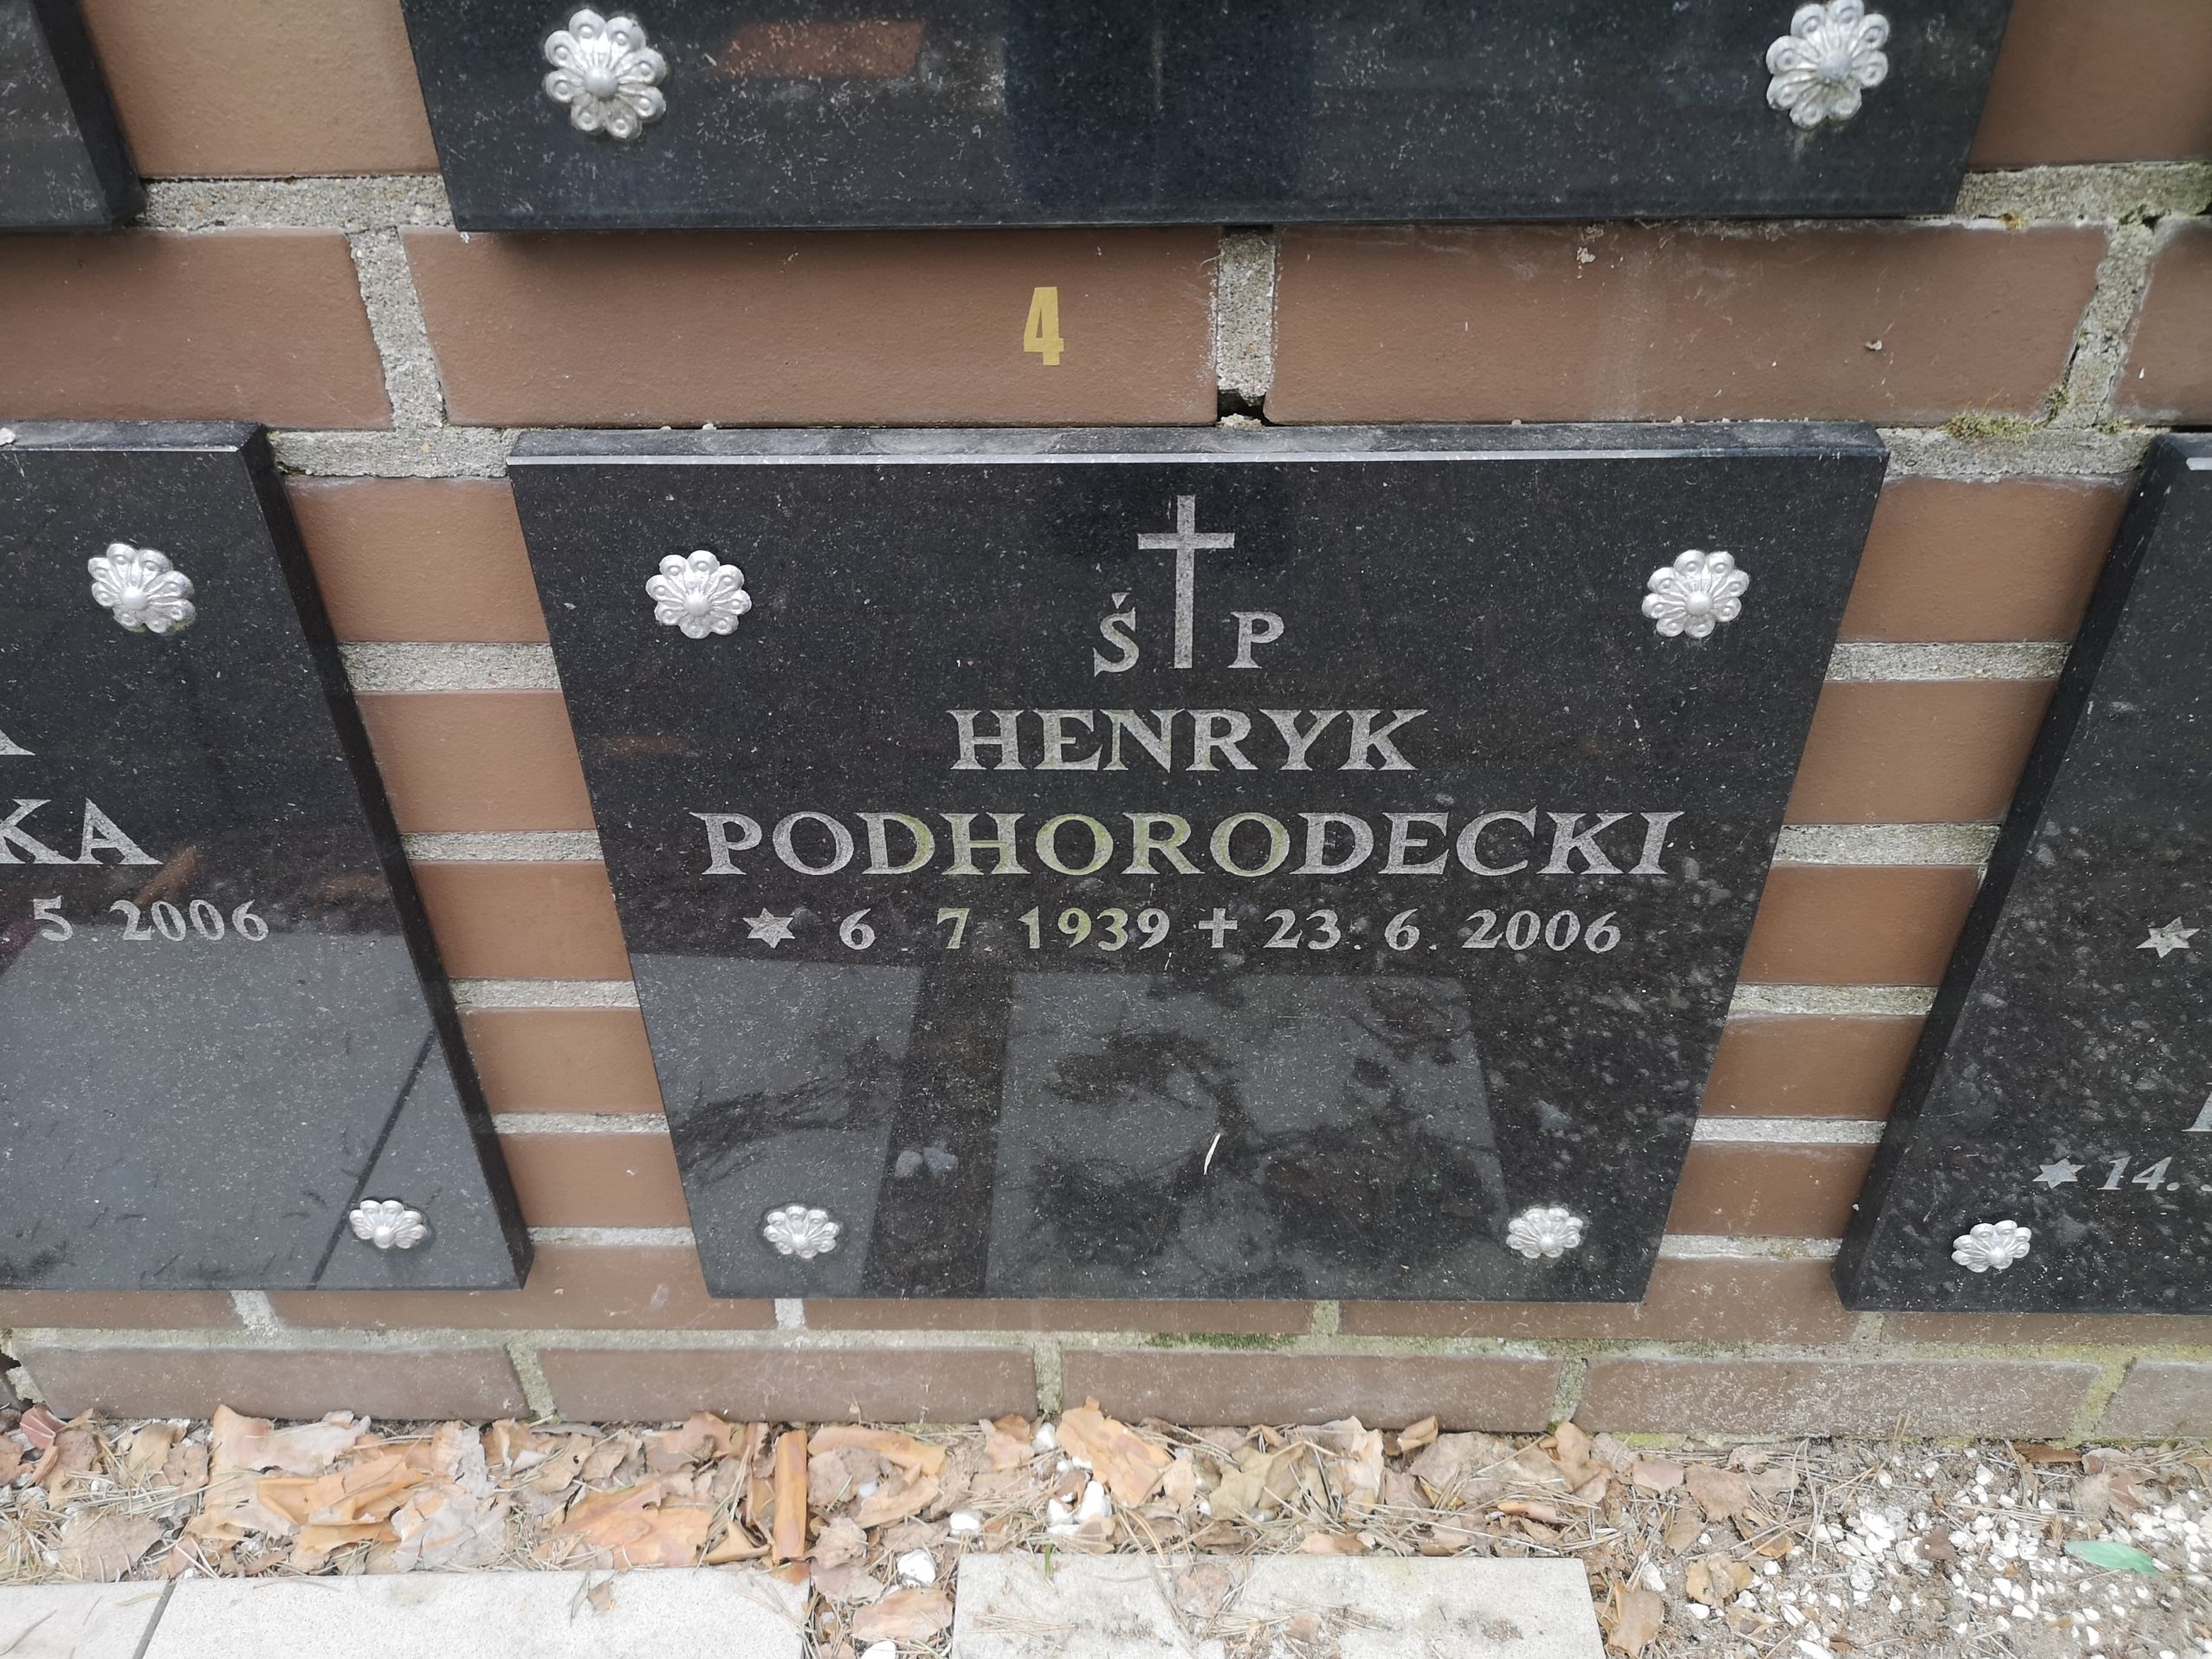 4
Ś P
HENRYK
PODHORODECKI
6 7 1939 23. 6. 2006
KA
5. 2006
14.